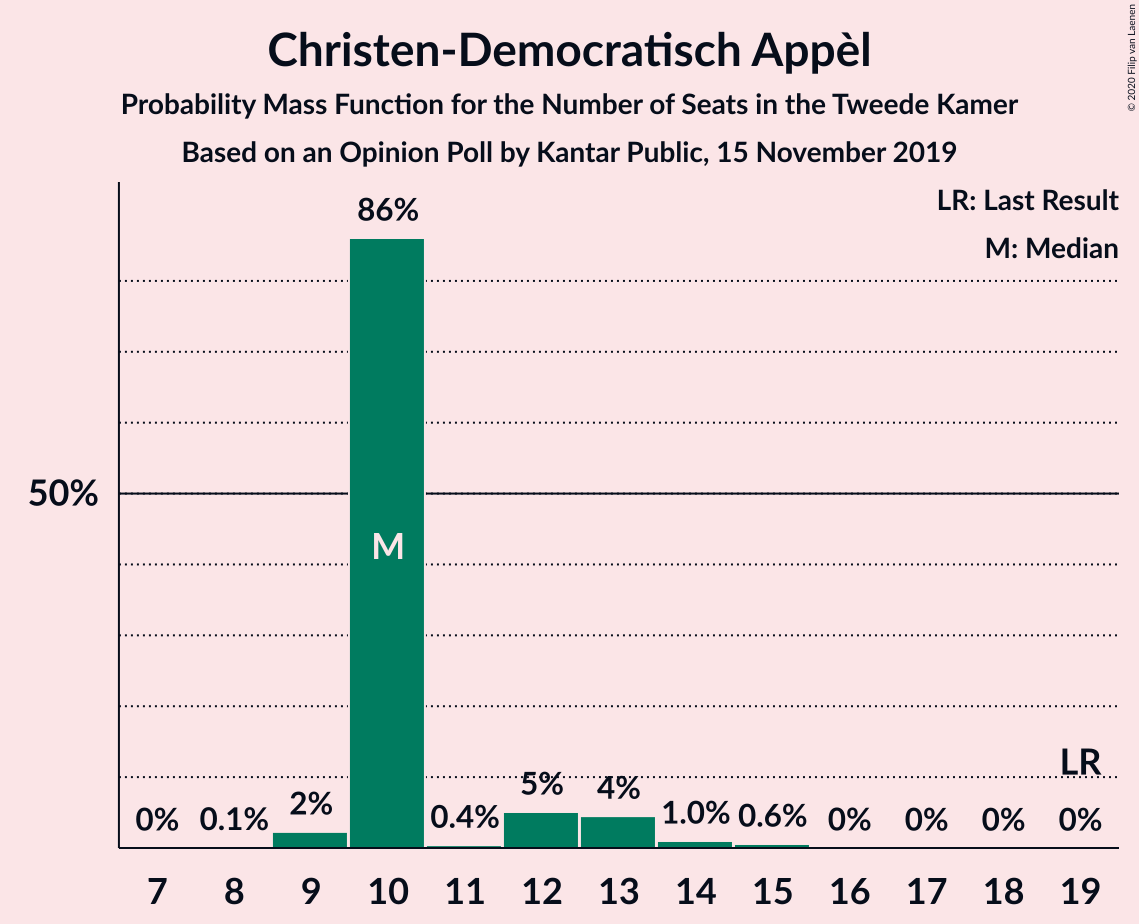 Christen-Democratisch Appèl
Probability Mass Function for the Number of Seats in the Tweede Kamer
Based on an Opinion Poll by Kantar Public, 15 November 2019
© 2020 Filip van Laenen
LR: Last Result
M: Median
50%
0%
0.1%
2%
86%
M
0.4%
5%
4%
1.0%
0.6%
0%
0%
0%
LR
0%
7 8 9 10 11 12 13 14 15 16 17 18 19